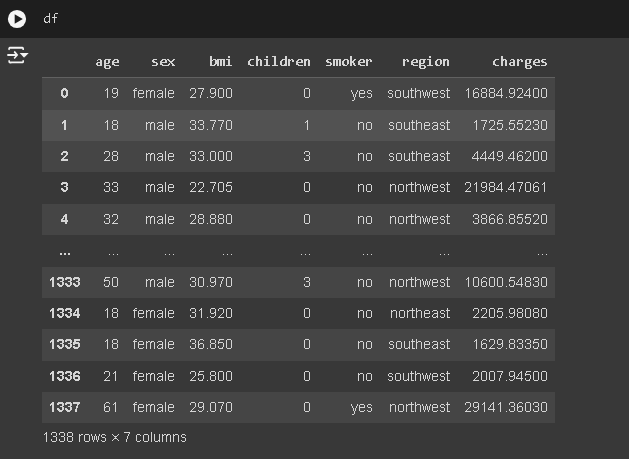 df
age sex bmi children smoker region charges
0 19 female 27.900 0 yes southwest 16884.92400
1 18 male 33.770 1 no southeast 1725.55230
2 28 male 33.000 3 no southeast 4449.46200
3 33 male 22.705 0 no northwest 21984.47061
4 32 male 28.880 0 no northwest 3866.85520
... ... ... ... ... ... ... ...
1333 50 male 30.970 3 no northwest 10600.54830
1334 18 female 31.920 0 no northeast 2205.98080
1335 18 female 36.850 0 no southeast 1629.83350
1336 21 female 25.800 0 no southwest 2007.94500
1337 61 female 29.070 0 yes northwest 29141.36030
1338 rows × 7 columns